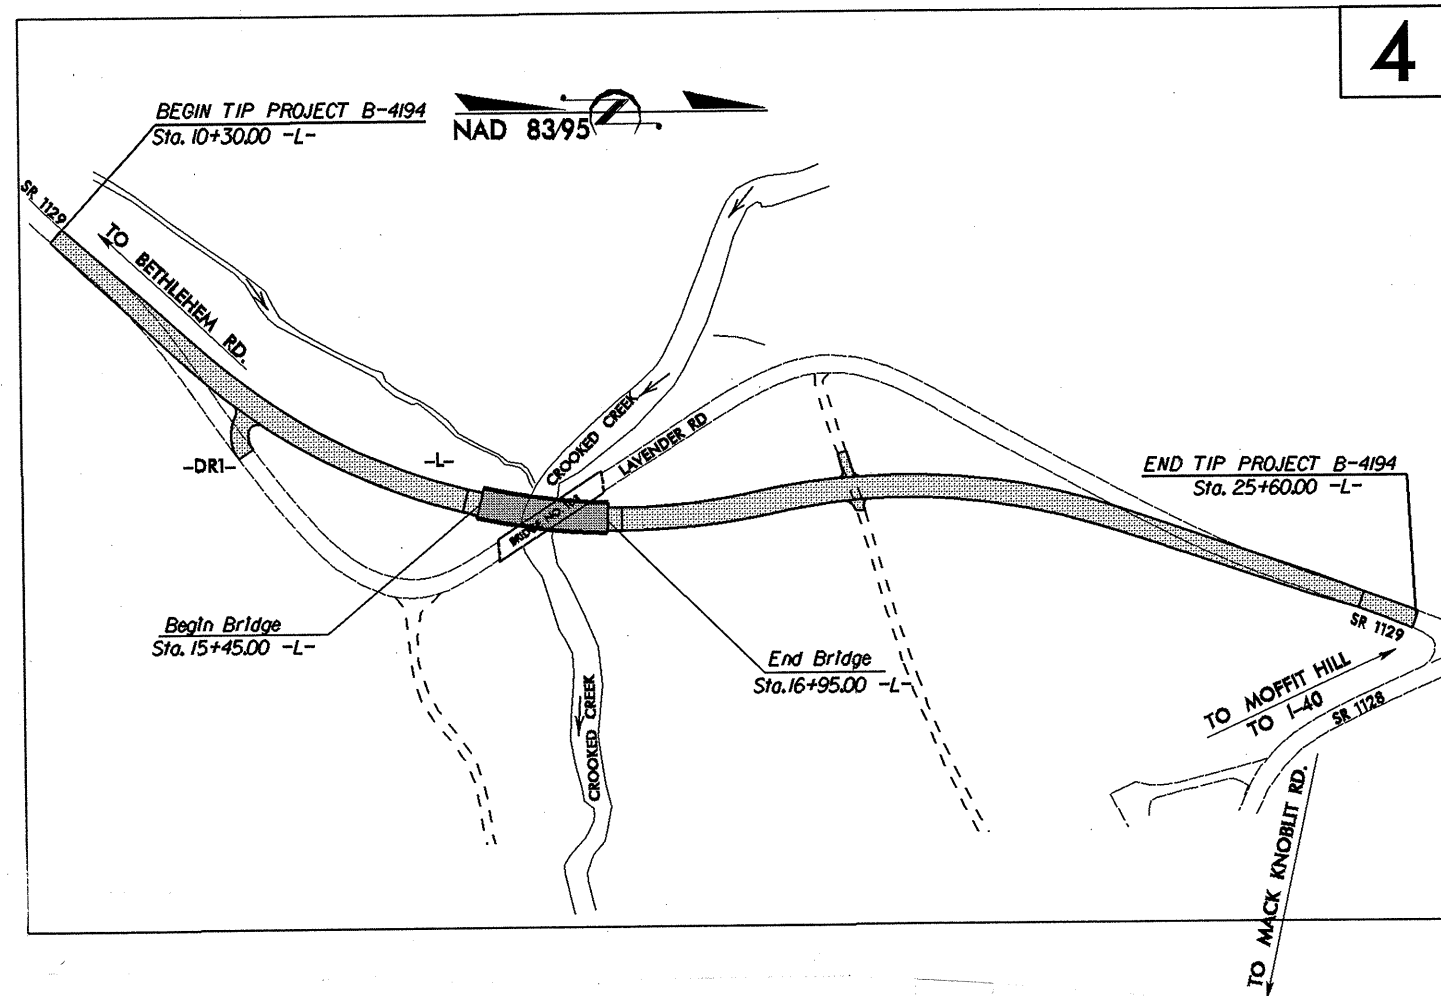 4
BEGIN TIP PROJECT B-4194
Sta. 10+30.00 -L-
NAD 83/95
SR 1129
TO BETHLEHEM RD.
CROOKED CREEK
LAVENDER RD
-DR1-
-L-
BRIDGE NO.
END TIP PROJECT B-4194
Sta. 25+60.00 -L-
Begin Bridge
Sta. 15+45.00 -L-
End Bridge
Sta. 16+95.00 -L-
CROOKED CREEK
SR 1129
TO MOFFIT HILL
TO I-40
SR 1128
TO MACK KNOBLIT RD.